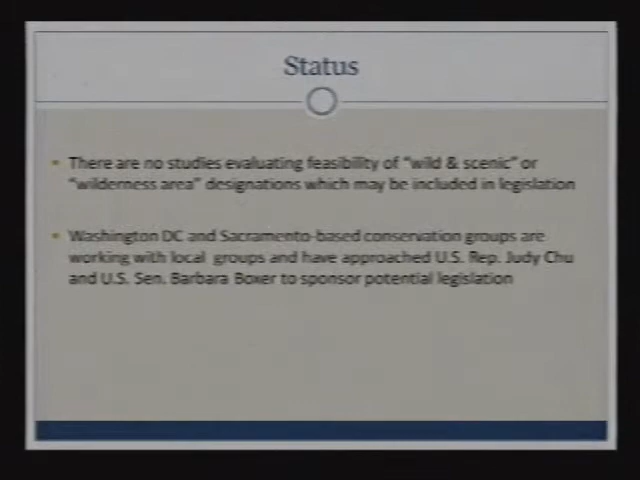 Status
• There are no studies evaluating feasibility of "wild & scenic" or
"wilderness area" designations which may be included in legislation
• Washington DC and Sacramento-based conservation groups are
working with local groups and have approached U.S. Rep. Judy Chu
and U.S. Sen. Barbara Boxer to sponsor potential legislation